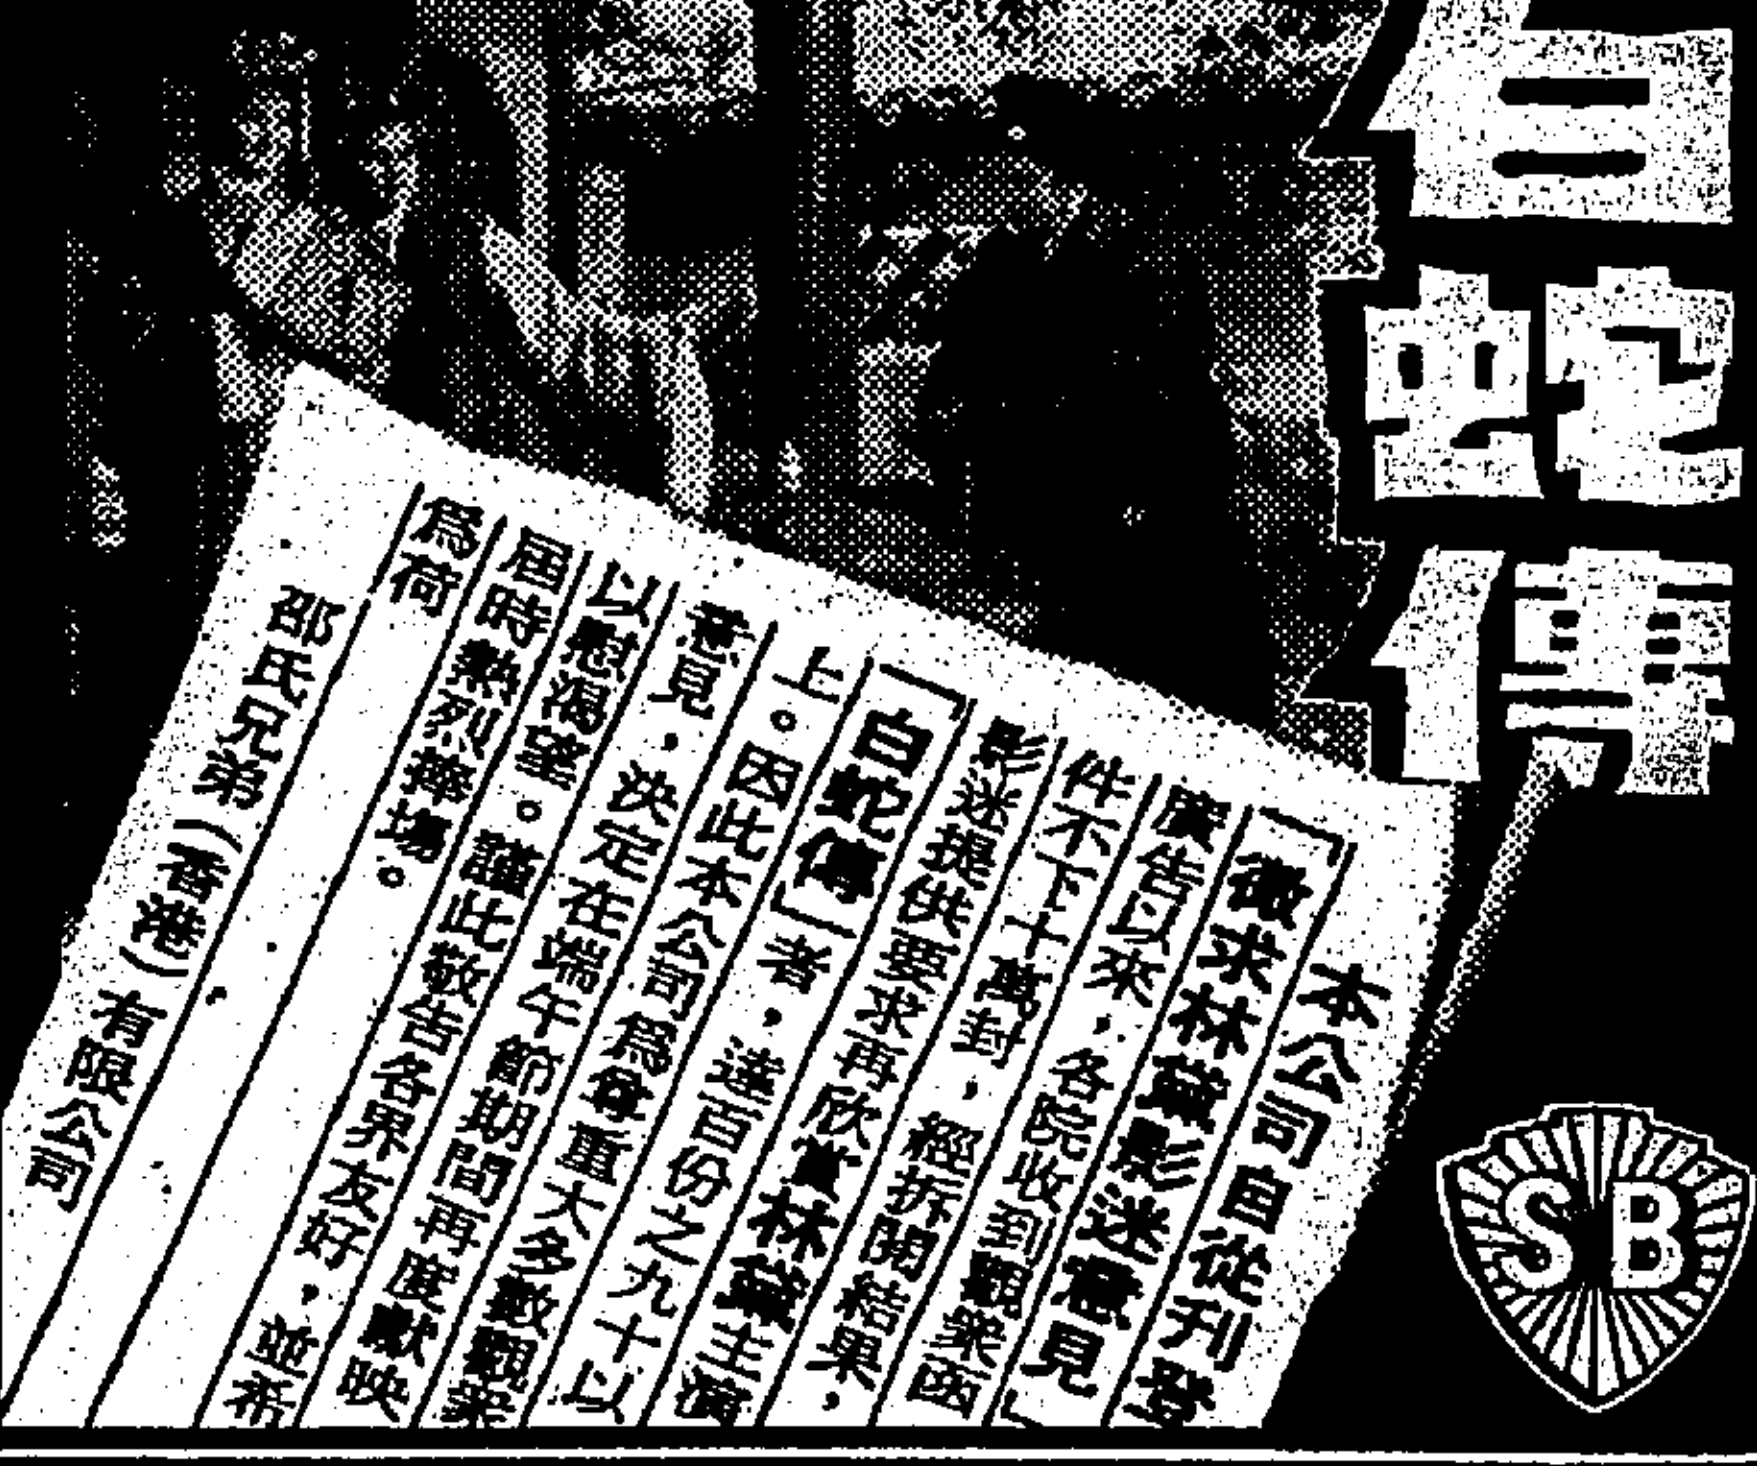 白蛇傳
本公司自從刊登
「徵求林黛影迷意見」
廣告以來，各院收到觀眾函
件不下十萬封，經拆閱結果，
影迷提供要求再欣賞林黛主演
「白蛇傳」者，達百份之九十以
上。因此本公司為尊重大多數觀眾
意見，決定在端午節期間再度獻映
以慰渴望。謹此敬告各界友好，並希
屆時熱烈捧場。
為荷
邵氏兄弟（香港）有限公司
SB